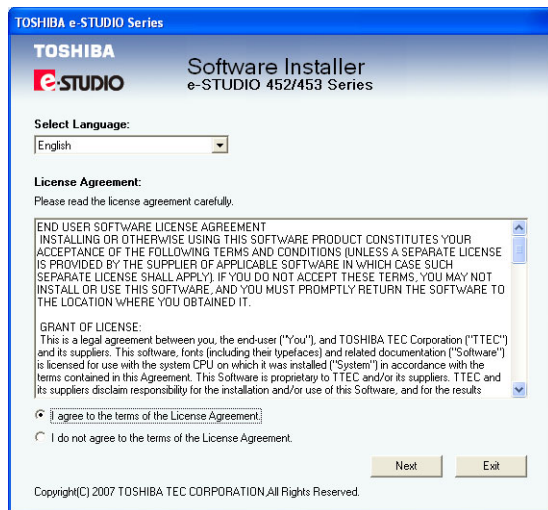 TOSHIBA e-STUDIO Series
TOSHIBA
e-STUDIO
Software Installer
e-STUDIO 452/453 Series
Select Language:
English
License Agreement:
Please read the license agreement carefully.
END USER SOFTWARE LICENSE AGREEMENT
INSTALLING OR OTHERWISE USING THIS SOFTWARE PRODUCT CONSTITUTES YOUR
ACCEPTANCE OF THE FOLLOWING TERMS AND CONDITIONS (UNLESS A SEPARATE LICENSE
IS PROVIDED BY THE SUPPLIER OF APPLICABLE SOFTWARE IN WHICH CASE SUCH
SEPARATE LICENSE SHALL APPLY). IF YOU DO NOT ACCEPT THESE TERMS, YOU MAY NOT
INSTALL OR USE THIS SOFTWARE, AND YOU MUST PROMPTLY RETURN THE SOFTWARE TO
THE LOCATION WHERE YOU OBTAINED IT.
GRANT OF LICENSE:
This is a legal agreement between you, the end-user ("You"), and TOSHIBA TEC Corporation ("TTEC")
and its suppliers. This software, fonts (including their typefaces) and related documentation ("Software")
is licensed for use with the system CPU on which it was installed ("System") in accordance with the
terms contained in this Agreement. This Software is proprietary to TTEC and/or its suppliers. TTEC and
its suppliers disclaim responsibility for the installation and/or use of this Software, and for the results
I agree to the terms of the License Agreement.
I do not agree to the terms of the License Agreement.
Next
Exit
Copyright(C) 2007 TOSHIBA TEC CORPORATION,All Rights Reserved.